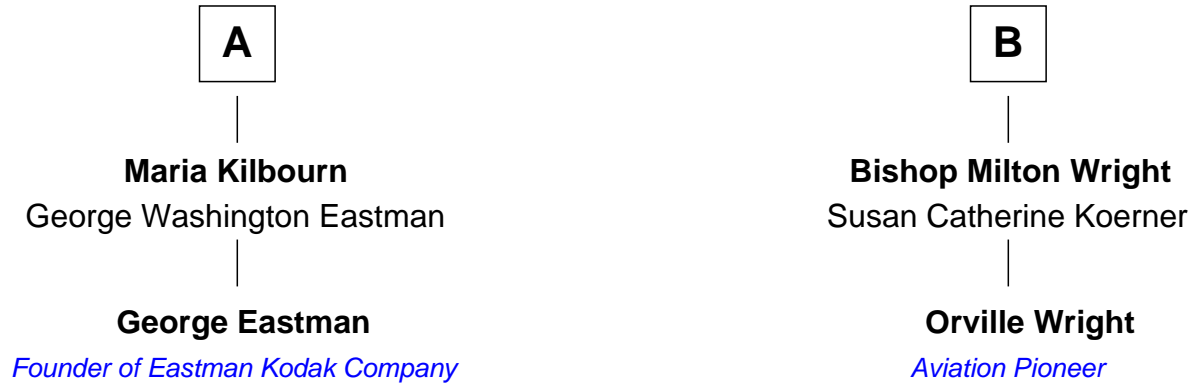 A
Maria Kilbourn
George Washington Eastman
George Eastman
Founder of Eastman Kodak Company
B
Bishop Milton Wright
Susan Catherine Koerner
Orville Wright
Aviation Pioneer